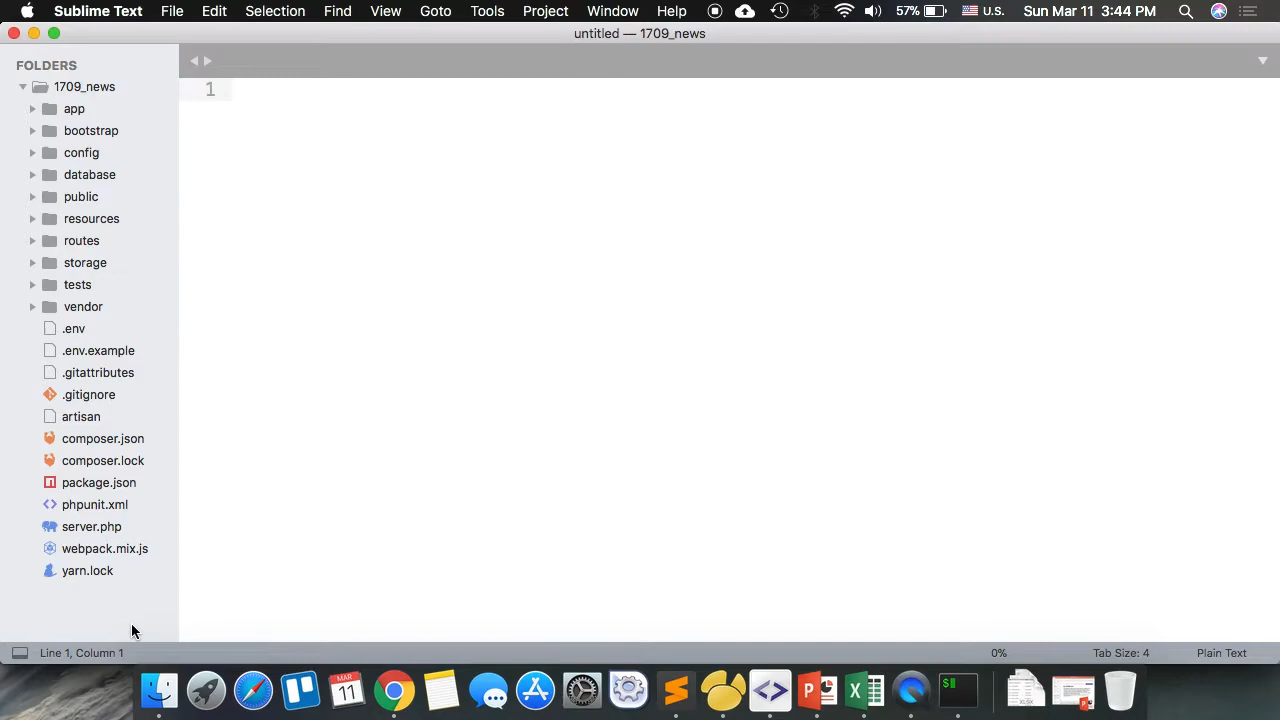 Sublime Text File Edit Selection Find View Goto Tools Project Window Help 57% U.S. Sun Mar 11 3:44 PM
untitled — 1709_news
FOLDERS
1709_news
1
app
bootstrap
config
database
public
resources
routes
storage
tests
vendor
.env
.env.example
.gitattributes
.gitignore
artisan
composer.json
composer.lock
package.json
phpunit.xml
server.php
webpack.mix.js
yarn.lock
Line 1, Column 1 0% Tab Size: 4 Plain Text
MAR
11
$
XLSX